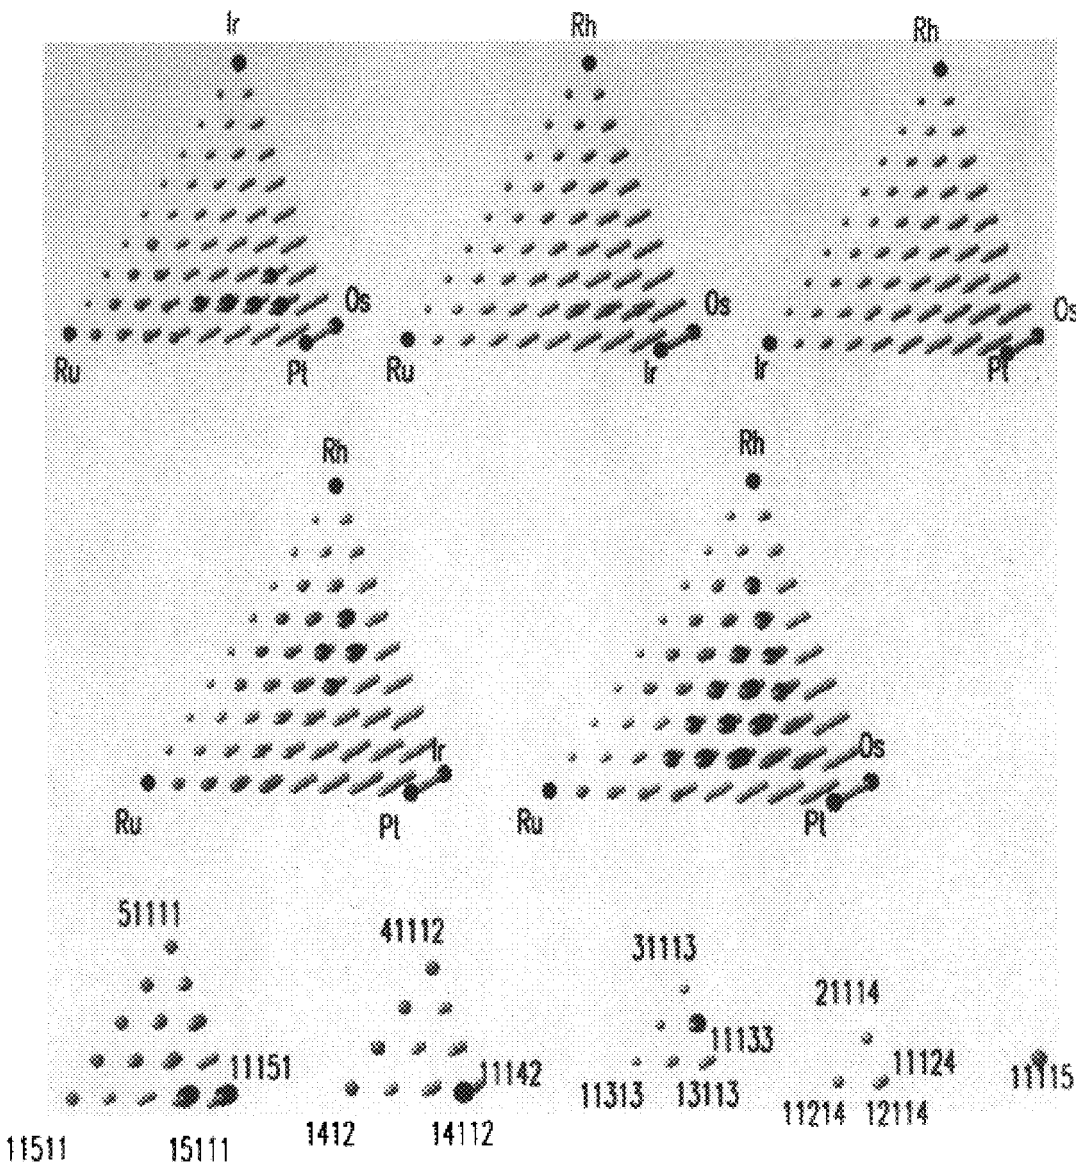 Ir Rh Rh
Os Os Os
Ru Pt Ru Ir Ir Pt
Rh Rh
Ir Os
Ru Pt Ru Pt
51111 41112 31113 21114
11151 11142 11133 11124 11115
11313 13113 11214 12114
11511 15111 1412 14112